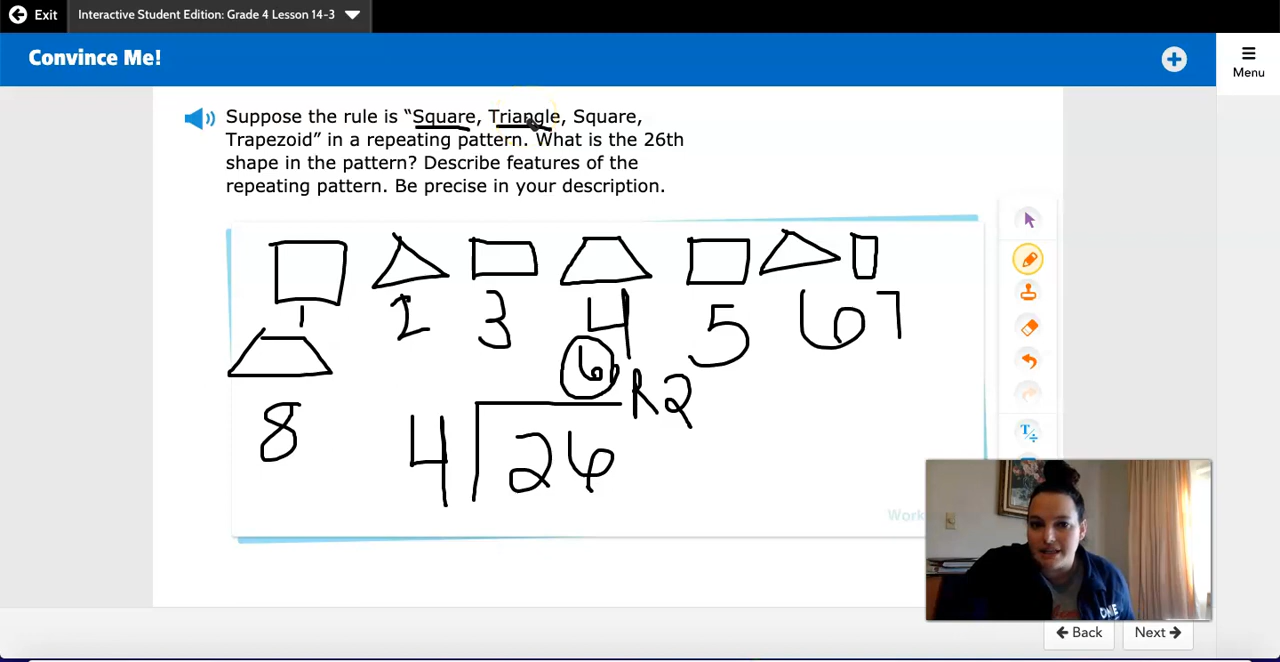 Exit
Interactive Student Edition: Grade 4 Lesson 14-3
Convince Me!
Menu
Suppose the rule is “Square, Triangle, Square,
Trapezoid” in a repeating pattern. What is the 26th
shape in the pattern? Describe features of the
repeating pattern. Be precise in your description.
1 2 3 4 5 6 7
8
6 R2
4 26
Work
Back
Next